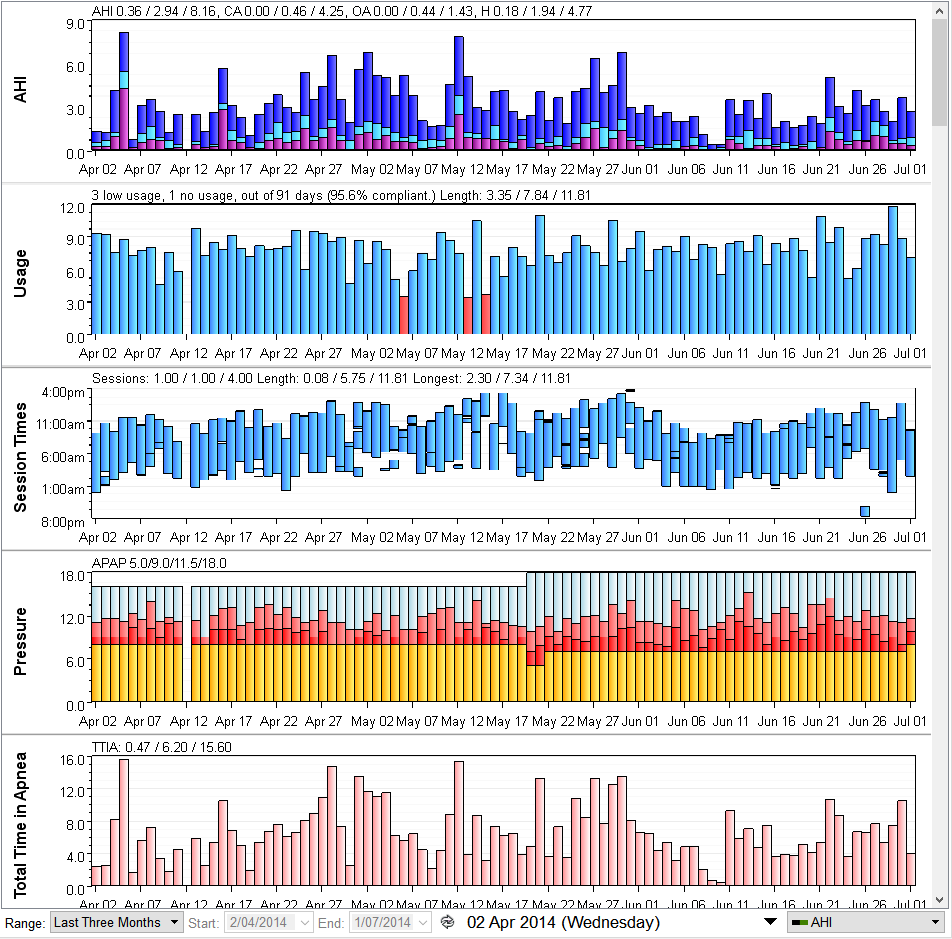 AHI 0.36 / 2.94 / 8.16, CA 0.00 / 0.46 / 4.25, OA 0.00 / 0.44 / 1.43, H 0.18 / 1.94 / 4.77
9.0
6.0
3.0
0.0
AHI
Apr 02 Apr 07 Apr 12 Apr 17 Apr 22 Apr 27 May 02 May 07 May 12 May 17 May 22 May 27 Jun 01 Jun 06 Jun 11 Jun 16 Jun 21 Jun 26 Jul 01
3 low usage, 1 no usage, out of 91 days (95.6% compliant.) Length: 3.35 / 7.84 / 11.81
12.0
9.0
6.0
3.0
0.0
Usage
Apr 02 Apr 07 Apr 12 Apr 17 Apr 22 Apr 27 May 02 May 07 May 12 May 17 May 22 May 27 Jun 01 Jun 06 Jun 11 Jun 16 Jun 21 Jun 26 Jul 01
Sessions: 1.00 / 1.00 / 4.00 Length: 0.08 / 5.75 / 11.81 Longest: 2.30 / 7.34 / 11.81
4:00pm
11:00am
6:00am
1:00am
8:00pm
Session Times
Apr 02 Apr 07 Apr 12 Apr 17 Apr 22 Apr 27 May 02 May 07 May 12 May 17 May 22 May 27 Jun 01 Jun 06 Jun 11 Jun 16 Jun 21 Jun 26 Jul 01
APAP 5.0/9.0/11.5/18.0
18.0
12.0
6.0
0.0
Pressure
Apr 02 Apr 07 Apr 12 Apr 17 Apr 22 Apr 27 May 02 May 07 May 12 May 17 May 22 May 27 Jun 01 Jun 06 Jun 11 Jun 16 Jun 21 Jun 26 Jul 01
TTIA: 0.47 / 6.20 / 15.60
16.0
12.0
8.0
4.0
0.0
Total Time in Apnea
Apr 02 Apr 07 Apr 12 Apr 17 Apr 22 Apr 27 May 02 May 07 May 12 May 17 May 22 May 27 Jun 01 Jun 06 Jun 11 Jun 16 Jun 21 Jun 26 Jul 01
Range: Last Three Months Start: 2/04/2014 End: 1/07/2014 02 Apr 2014 (Wednesday) AHI